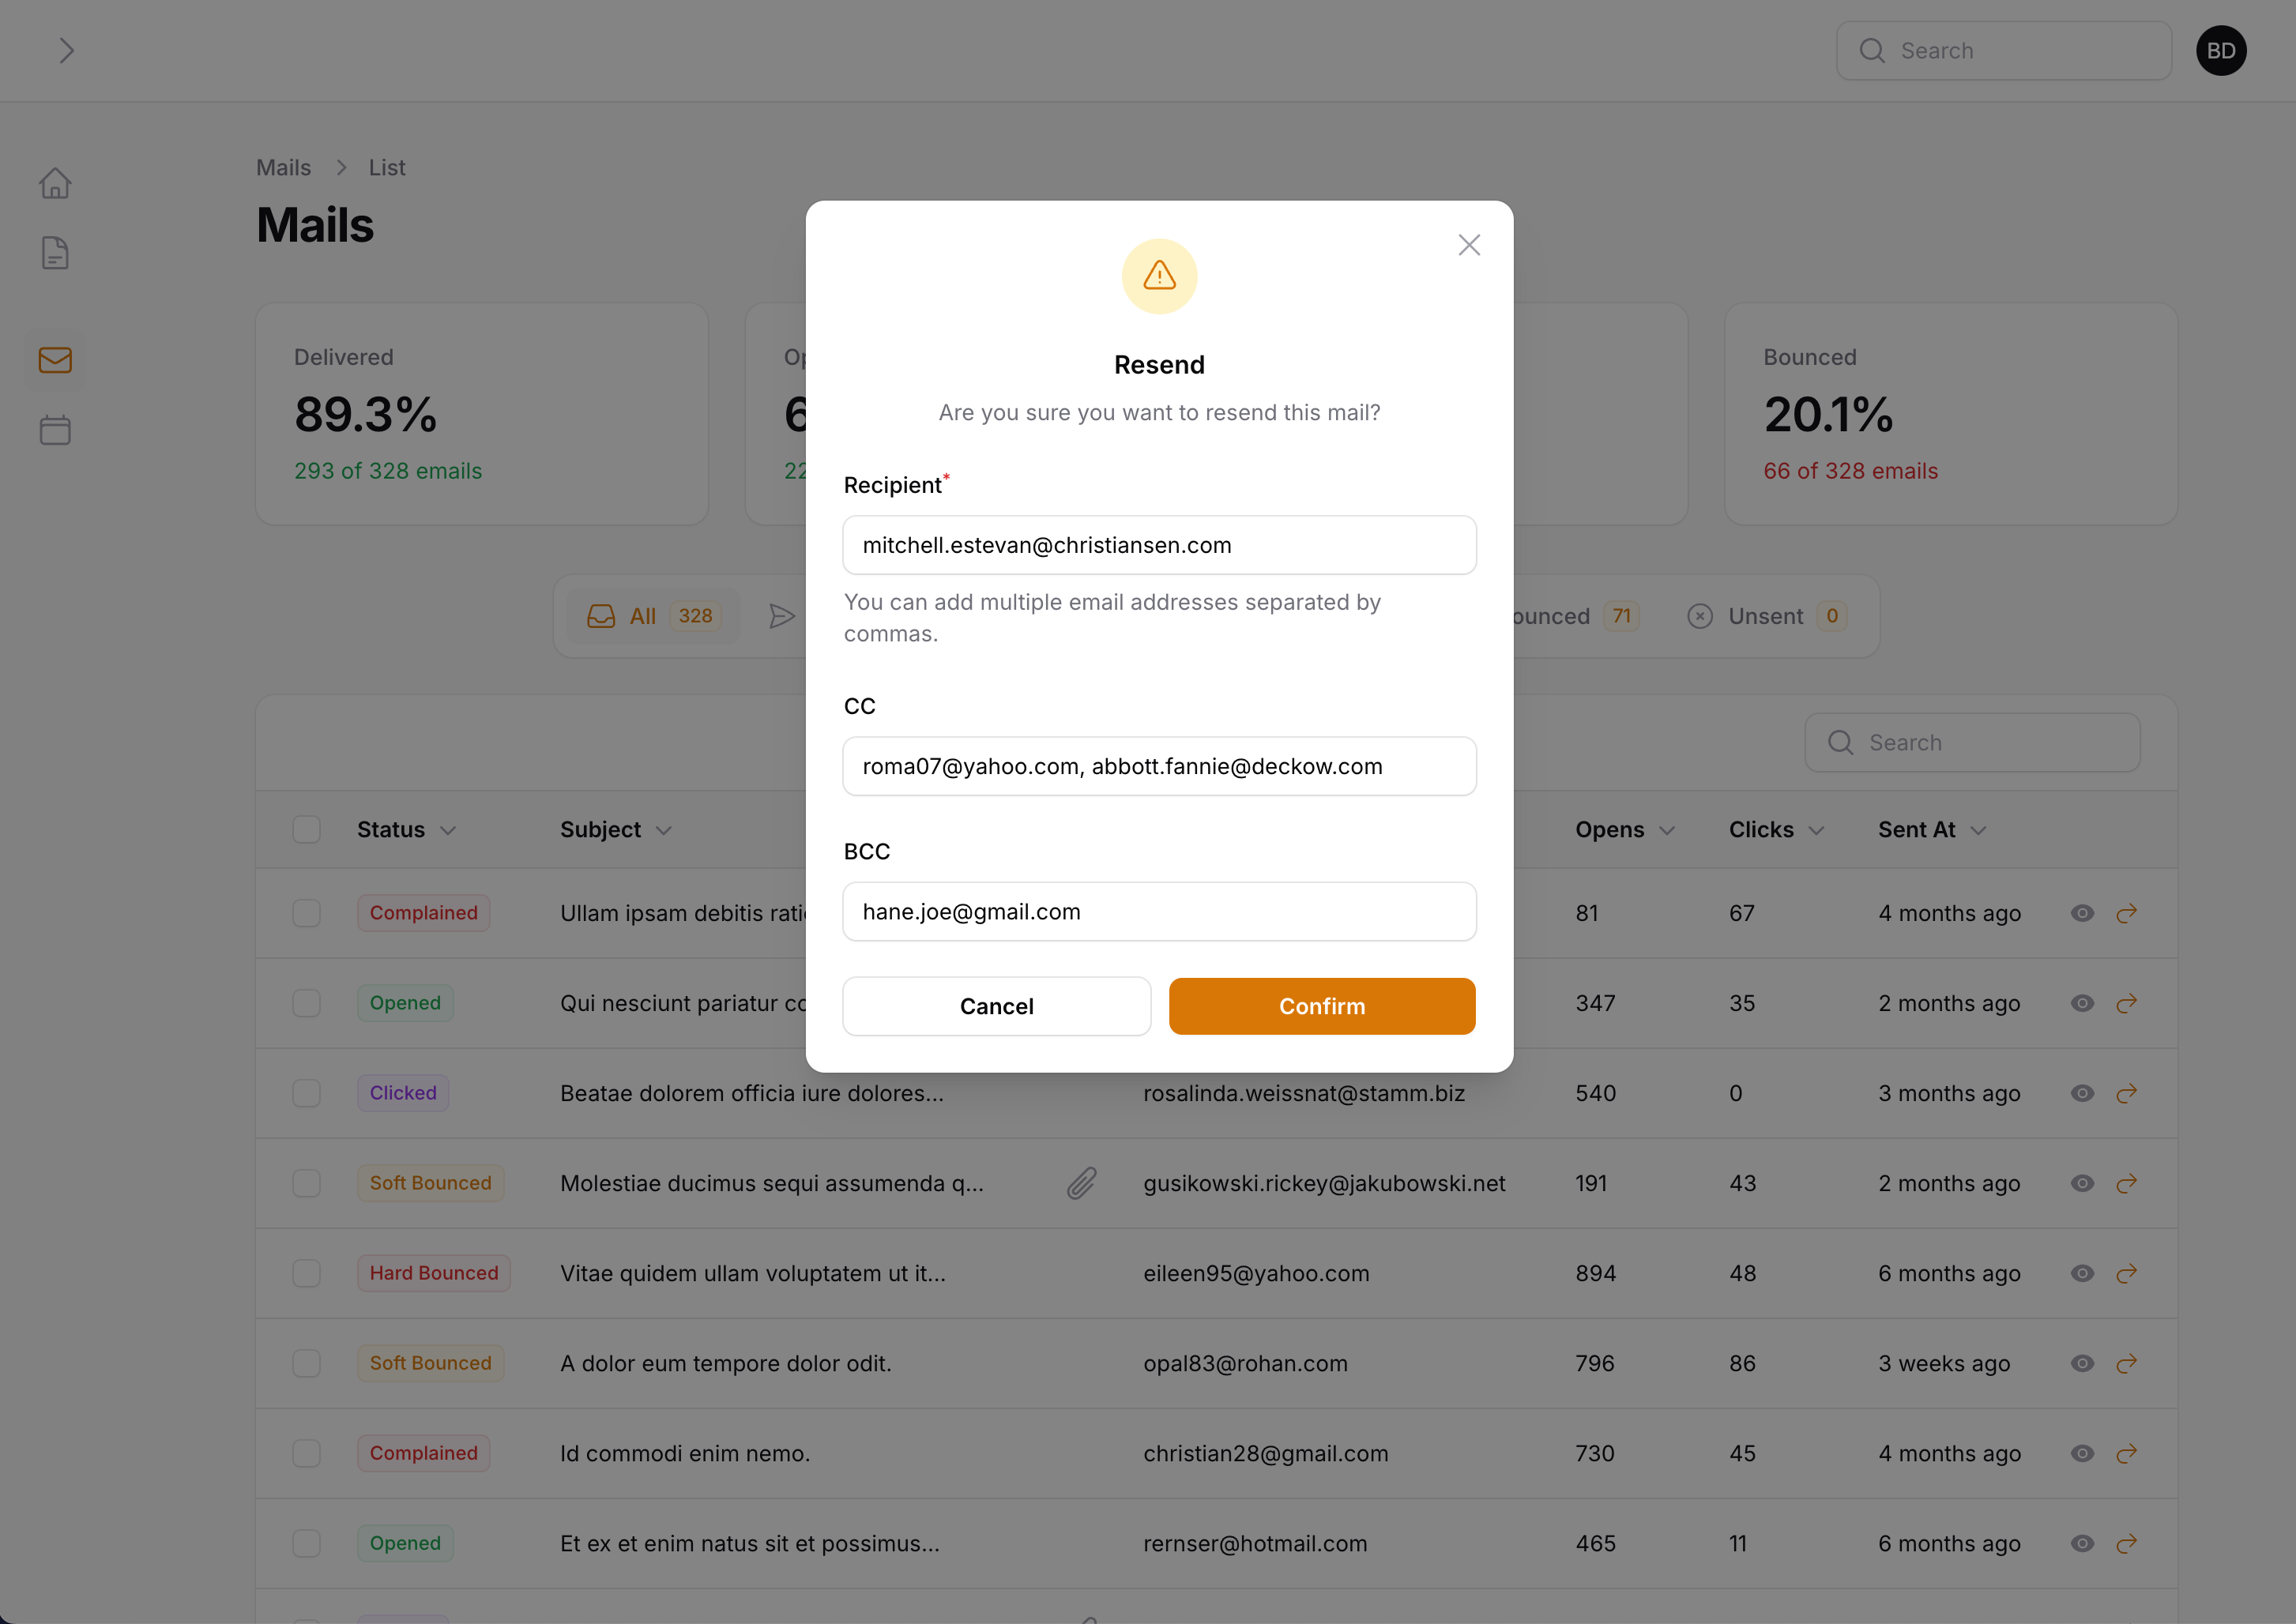 Search
BD
Mails
List
Mails
Delivered
89.3%
293 of 328 emails
Bounced
20.1%
66 of 328 emails
All 328
71
Unsent 0
Search
Resend
Are you sure you want to resend this mail?
Recipient*
mitchell.estevan@christiansen.com
You can add multiple email addresses separated by
commas.
CC
roma07@yahoo.com, abbott.fannie@deckow.com
BCC
hane.joe@gmail.com
Cancel
Confirm
Status
Subject
Opens
Clicks
Sent At
Complained
Ullam ipsam debitis
81
67
4 months ago
Opened
Qui nesciunt pariatur
347
35
2 months ago
Clicked
Beatae dolorem officia iure dolores...
rosalinda.weissnat@stamm.biz
540
0
3 months ago
Soft Bounced
Molestiae ducimus sequi assumenda q...
gusikowski.rickey@jakubowski.net
191
43
2 months ago
Hard Bounced
Vitae quidem ullam voluptatem ut it...
eileen95@yahoo.com
894
48
6 months ago
Soft Bounced
A dolor eum tempore dolor odit.
opal83@rohan.com
796
86
3 weeks ago
Complained
Id commodi enim nemo.
christian28@gmail.com
730
45
4 months ago
Opened
Et ex et enim natus sit et possimus...
rernser@hotmail.com
465
11
6 months ago